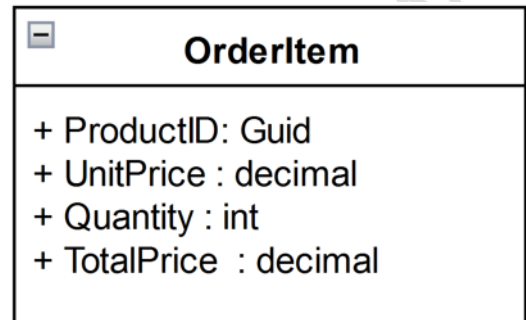 OrderItem
+ ProductID: Guid
+ UnitPrice : decimal
+ Quantity : int
+ TotalPrice  : decimal